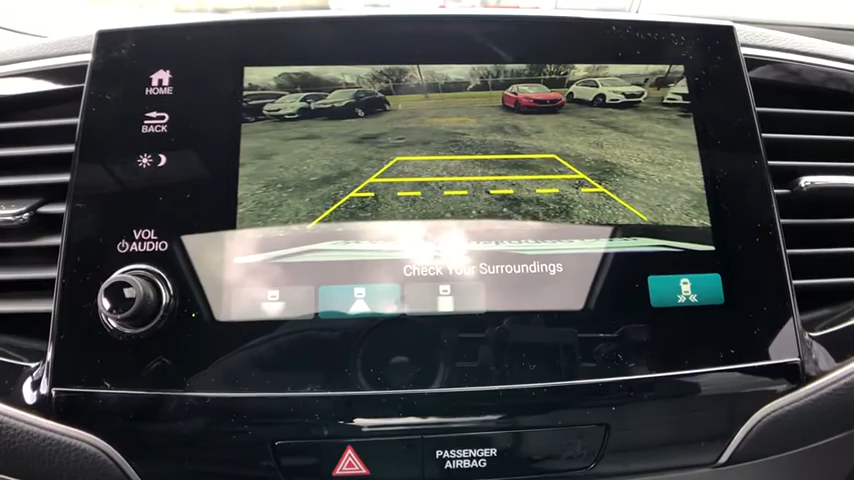 HOME
BACK
VOL
AUDIO
Check Your Surroundings
PASSENGER
AIRBAG